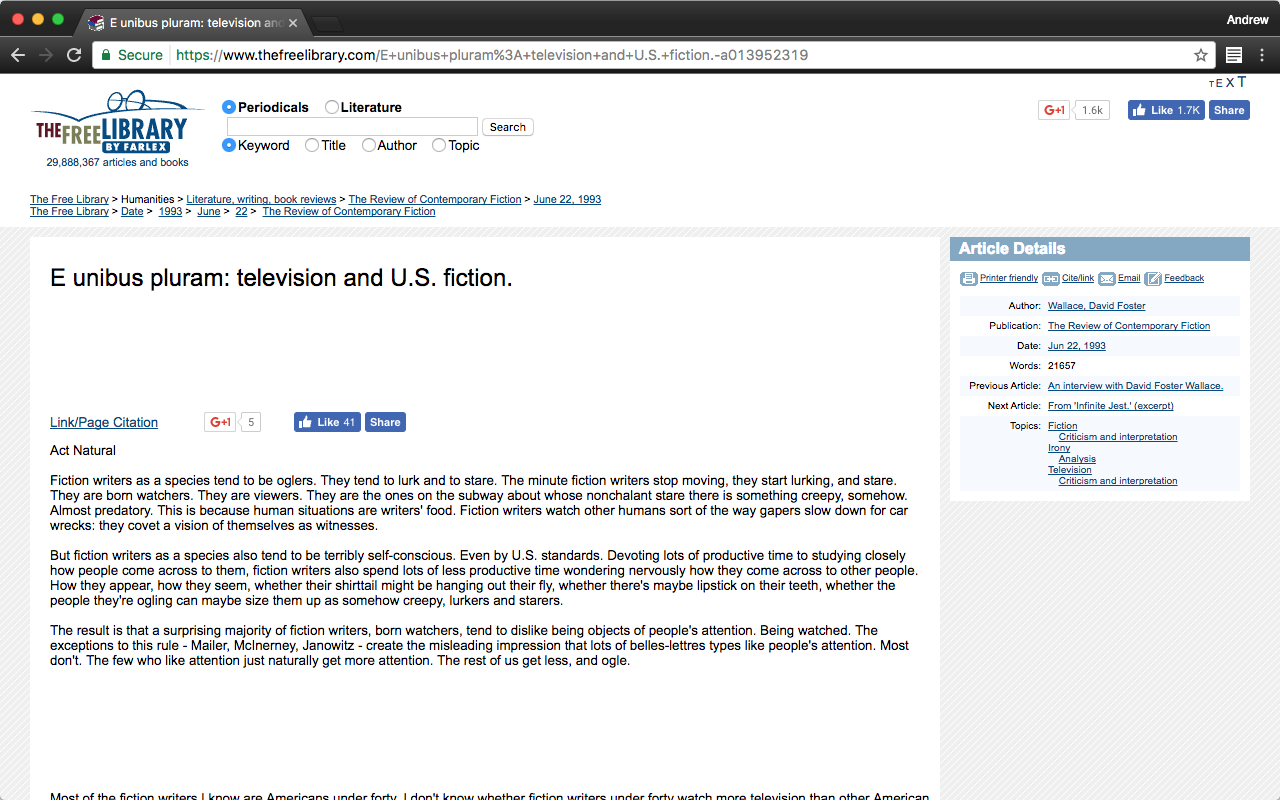 E unibus pluram: television and
Andrew
Secure
https://www.thefreelibrary.com/E+unibus+pluram%3A+television+and+U.S.+fiction.-a013952319
TEXT
THEFREELIBRARY
BY FARLEX
29,888,367 articles and books
Periodicals Literature
Search
Keyword Title Author Topic
G+1 1.6k Like 1.7K Share
The Free Library > Humanities > Literature, writing, book reviews > The Review of Contemporary Fiction > June 22, 1993
The Free Library > Date > 1993 > June > 22 > The Review of Contemporary Fiction
E unibus pluram: television and U.S. fiction.
Link/Page Citation G+1 5 Like 41 Share
Act Natural
Fiction writers as a species tend to be oglers. They tend to lurk and to stare. The minute fiction writers stop moving, they start lurking, and stare.
They are born watchers. They are viewers. They are the ones on the subway about whose nonchalant stare there is something creepy, somehow.
Almost predatory. This is because human situations are writers' food. Fiction writers watch other humans sort of the way gapers slow down for car
wrecks: they covet a vision of themselves as witnesses.
But fiction writers as a species also tend to be terribly self-conscious. Even by U.S. standards. Devoting lots of productive time to studying closely
how people come across to them, fiction writers also spend lots of less productive time wondering nervously how they come across to other people.
How they appear, how they seem, whether their shirttail might be hanging out their fly, whether there's maybe lipstick on their teeth, whether the
people they're ogling can maybe size them up as somehow creepy, lurkers and starers.
The result is that a surprising majority of fiction writers, born watchers, tend to dislike being objects of people's attention. Being watched. The
exceptions to this rule - Mailer, McInerney, Janowitz - create the misleading impression that lots of belles-lettres types like people's attention. Most
don't. The few who like attention just naturally get more attention. The rest of us get less, and ogle.
Most of the fiction writers I know are Americans under forty. I don't know whether fiction writers under forty watch more television than other American
Article Details
Printer friendly Cite/link Email Feedback
Author: Wallace, David Foster
Publication: The Review of Contemporary Fiction
Date: Jun 22, 1993
Words: 21657
Previous Article: An interview with David Foster Wallace.
Next Article: From 'Infinite Jest.' (excerpt)
Topics: Fiction
Criticism and interpretation
Irony
Analysis
Television
Criticism and interpretation